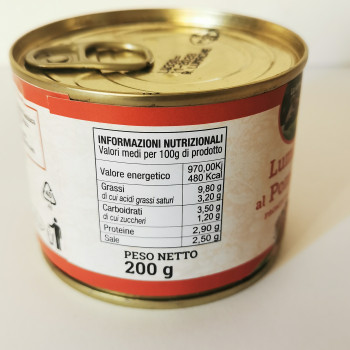 INFORMAZIONI NUTRIZIONALI
Valori medi per 100g di prodotto
Valore energetico 970,00Kj
480 Kcal
Grassi 9,80 g
di cui acidi grassi saturi 3,20 g
Carboidrati 3,50 g
di cui zuccheri 1,20 g
Proteine 2,90 g
Sale 2,50 g
PESO NETTO
200 g
al